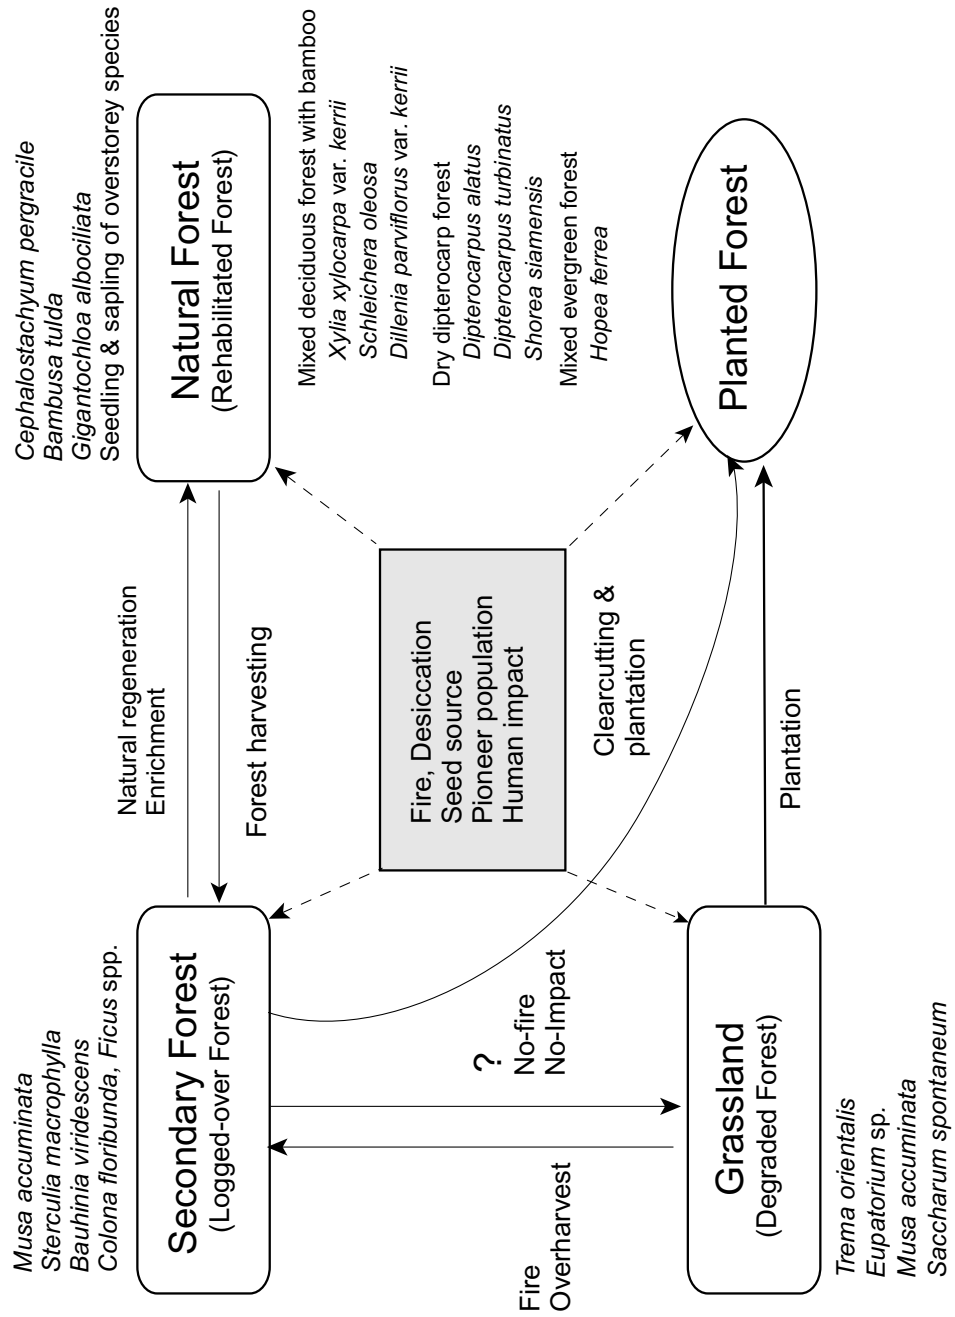 Musa accuminata
Sterculia macrophylla
Bauhinia viridescens
Colona floribunda, Ficus spp.
Secondary Forest
(Logged-over Forest)
Natural regeneration
Enrichment
Forest harvesting
Cephalostachyum pergracile
Bambusa tulda
Gigantochloa albociliata
Seedling & sapling of overstorey species
Natural Forest
(Rehabilitated Forest)
Mixed deciduous forest with bamboo
Xylia xylocarpa var. kerrii
Schleichera oleosa
Dillenia parviflorus var. kerrii
Dry dipterocarp forest
Dipterocarpus alatus
Dipterocarpus turbinatus
Shorea siamensis
Mixed evergreen forest
Hopea ferrea
Fire, Desiccation
Seed source
Pioneer population
Human impact
Fire
Overharvest
?
No-fire
No-Impact
Clearcutting &
plantation
Grassland
(Degraded Forest)
Plantation
Planted Forest
Trema orientalis
Eupatorium sp.
Musa accuminata
Saccharum spontaneum